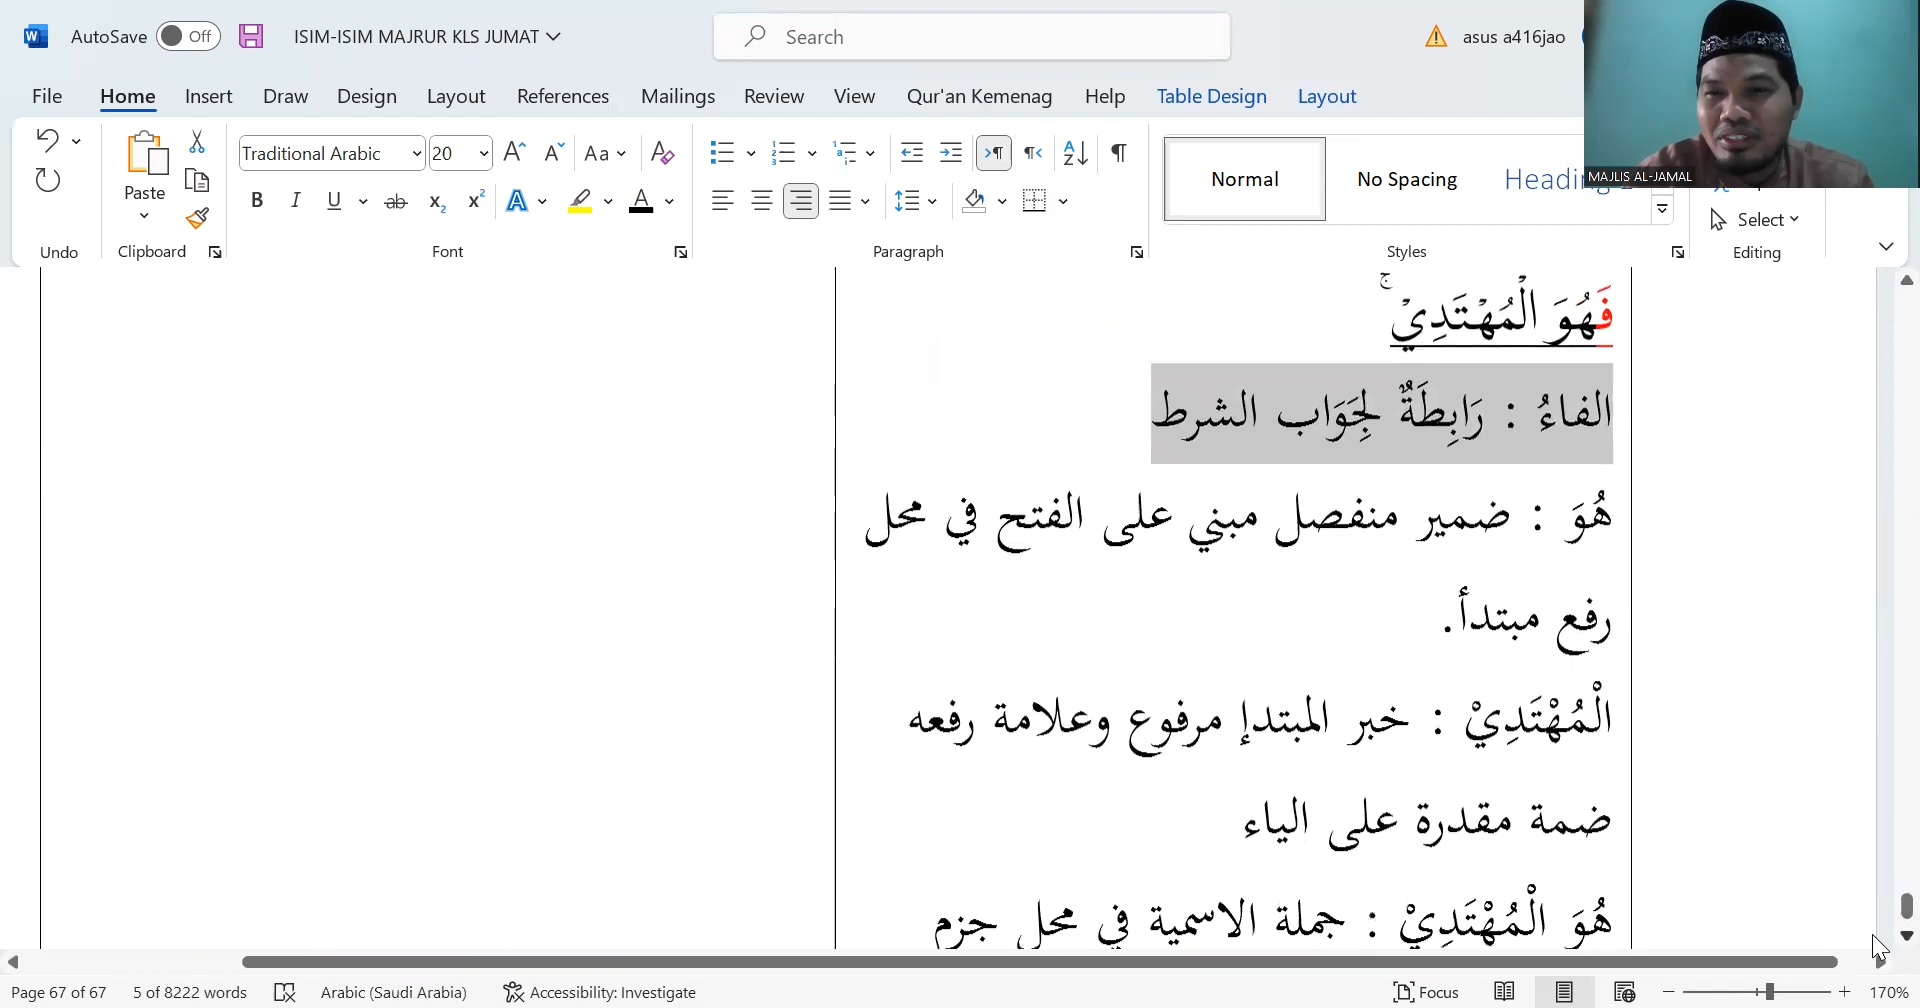 AutoSave Off ISIM-ISIM MAJRUR KLS JUMAT Search asus a416jao
File Home Insert Draw Design Layout References Mailings Review View Qur'an Kemenag Help Table Design Layout
MAJLIS AL-JAMAL
Paste Traditional Arabic 20 Aa Normal No Spacing Heading
Select
Undo Clipboard Font Paragraph Styles Editing
فَهُوَ الْمُهْتَدِيْ ۚ
الفاءُ : رَابِطَةٌ لِجَوَاب الشرط
هُوَ : ضمير منفصل مبني على الفتح في محل
رفع مبتدأ.
الْمُهْتَدِيْ : خبر المبتدإ مرفوع وعلامة رفعه
ضمة مقدرة على الياء
هُوَ الْمُهْتَدِيْ : جملة الاسمية في محل جزم
Page 67 of 67 5 of 8222 words Arabic (Saudi Arabia) Accessibility: Investigate Focus 170%